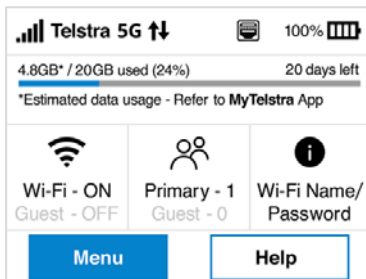 Telstra 5G 100%
4.8GB* / 20GB used (24%) 20 days left
*Estimated data usage - Refer to MyTelstra App
Wi-Fi - ON Primary - 1 Wi-Fi Name/
Guest - OFF Guest - 0 Password
Menu Help